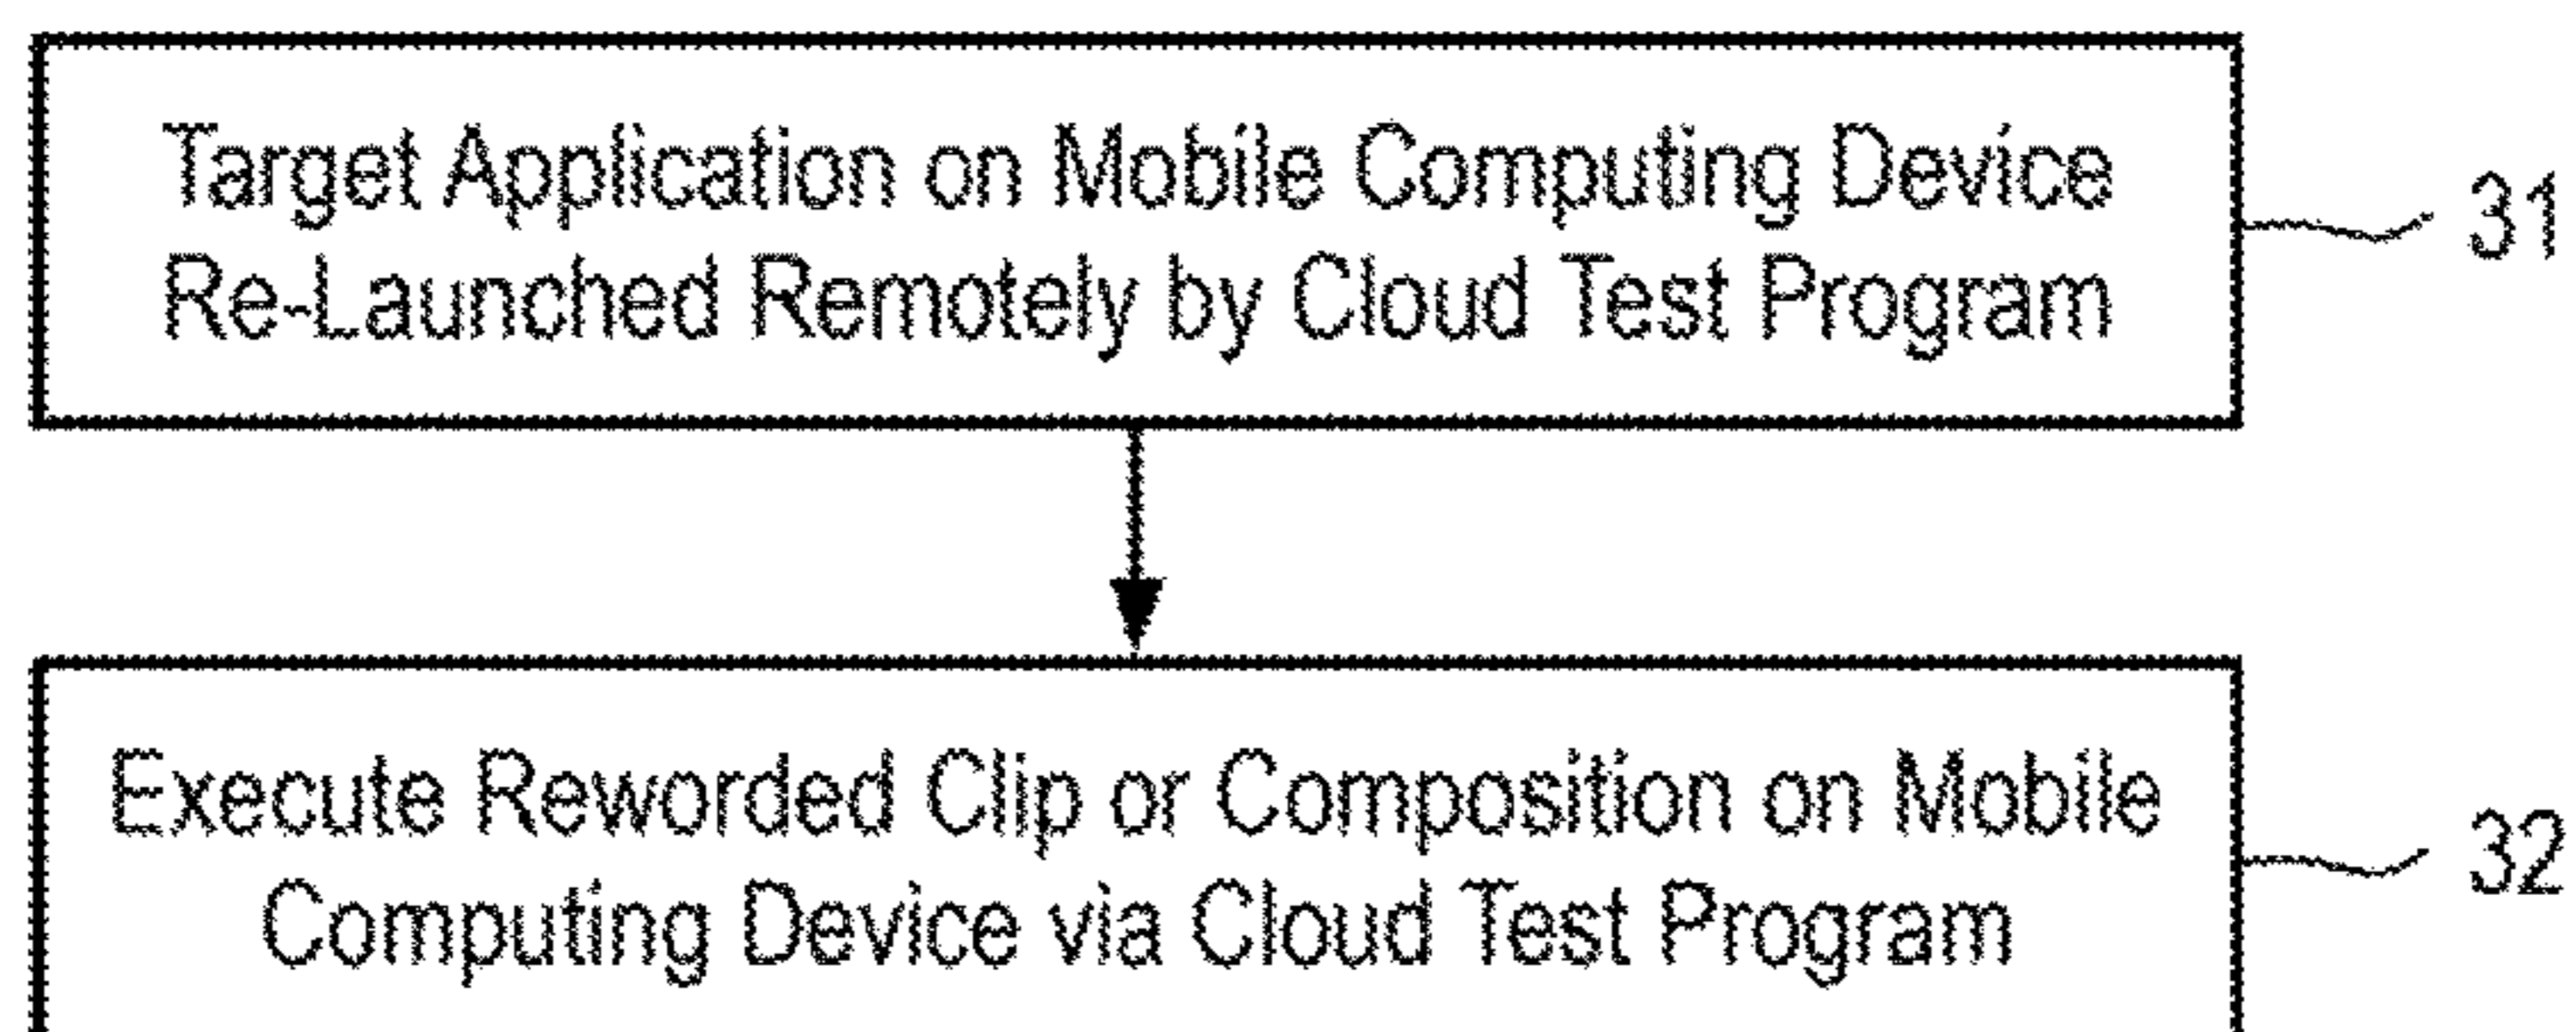 Target Application on Mobile Computing Device
Re-Launched Remotely by Cloud Test Program
31
Execute Reworded Clip or Composition on Mobile
Computing Device via Cloud Test Program
32